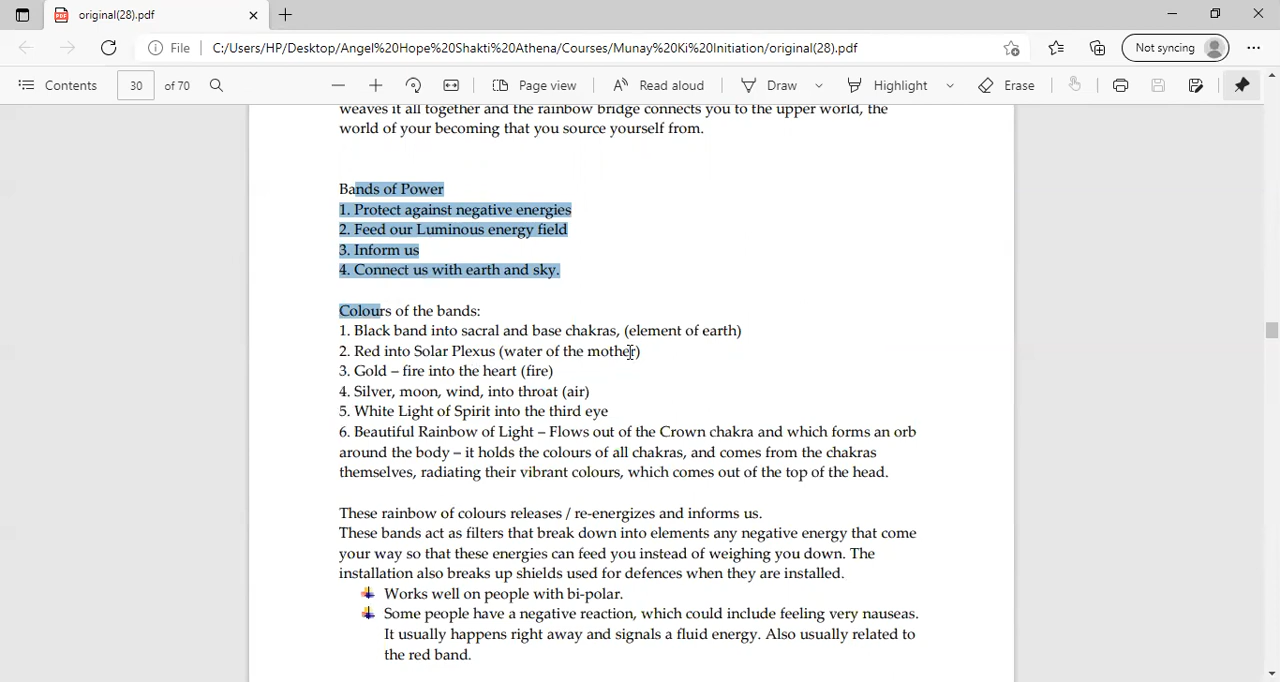 original(28).pdf
File
C:/Users/HP/Desktop/Angel%20Hope%20Shakti%20Athena/Courses/Munay%20Ki%20Initiation/original(28).pdf
Not syncing
Contents
30
of 70
Page view
Read aloud
Draw
Highlight
Erase
weaves it all together and the rainbow bridge connects you to the upper world, the
world of your becoming that you source yourself from.
Bands of Power
1. Protect against negative energies
2. Feed our Luminous energy field
3. Inform us
4. Connect us with earth and sky.
Colours of the bands:
1. Black band into sacral and base chakras, (element of earth)
2. Red into Solar Plexus (water of the mother)
3. Gold – fire into the heart (fire)
4. Silver, moon, wind, into throat (air)
5. White Light of Spirit into the third eye
6. Beautiful Rainbow of Light – Flows out of the Crown chakra and which forms an orb
around the body – it holds the colours of all chakras, and comes from the chakras
themselves, radiating their vibrant colours, which comes out of the top of the head.
These rainbow of colours releases / re-energizes and informs us.
These bands act as filters that break down into elements any negative energy that come
your way so that these energies can feed you instead of weighing you down. The
installation also breaks up shields used for defences when they are installed.
Works well on people with bi-polar.
Some people have a negative reaction, which could include feeling very nauseas.
It usually happens right away and signals a fluid energy. Also usually related to
the red band.